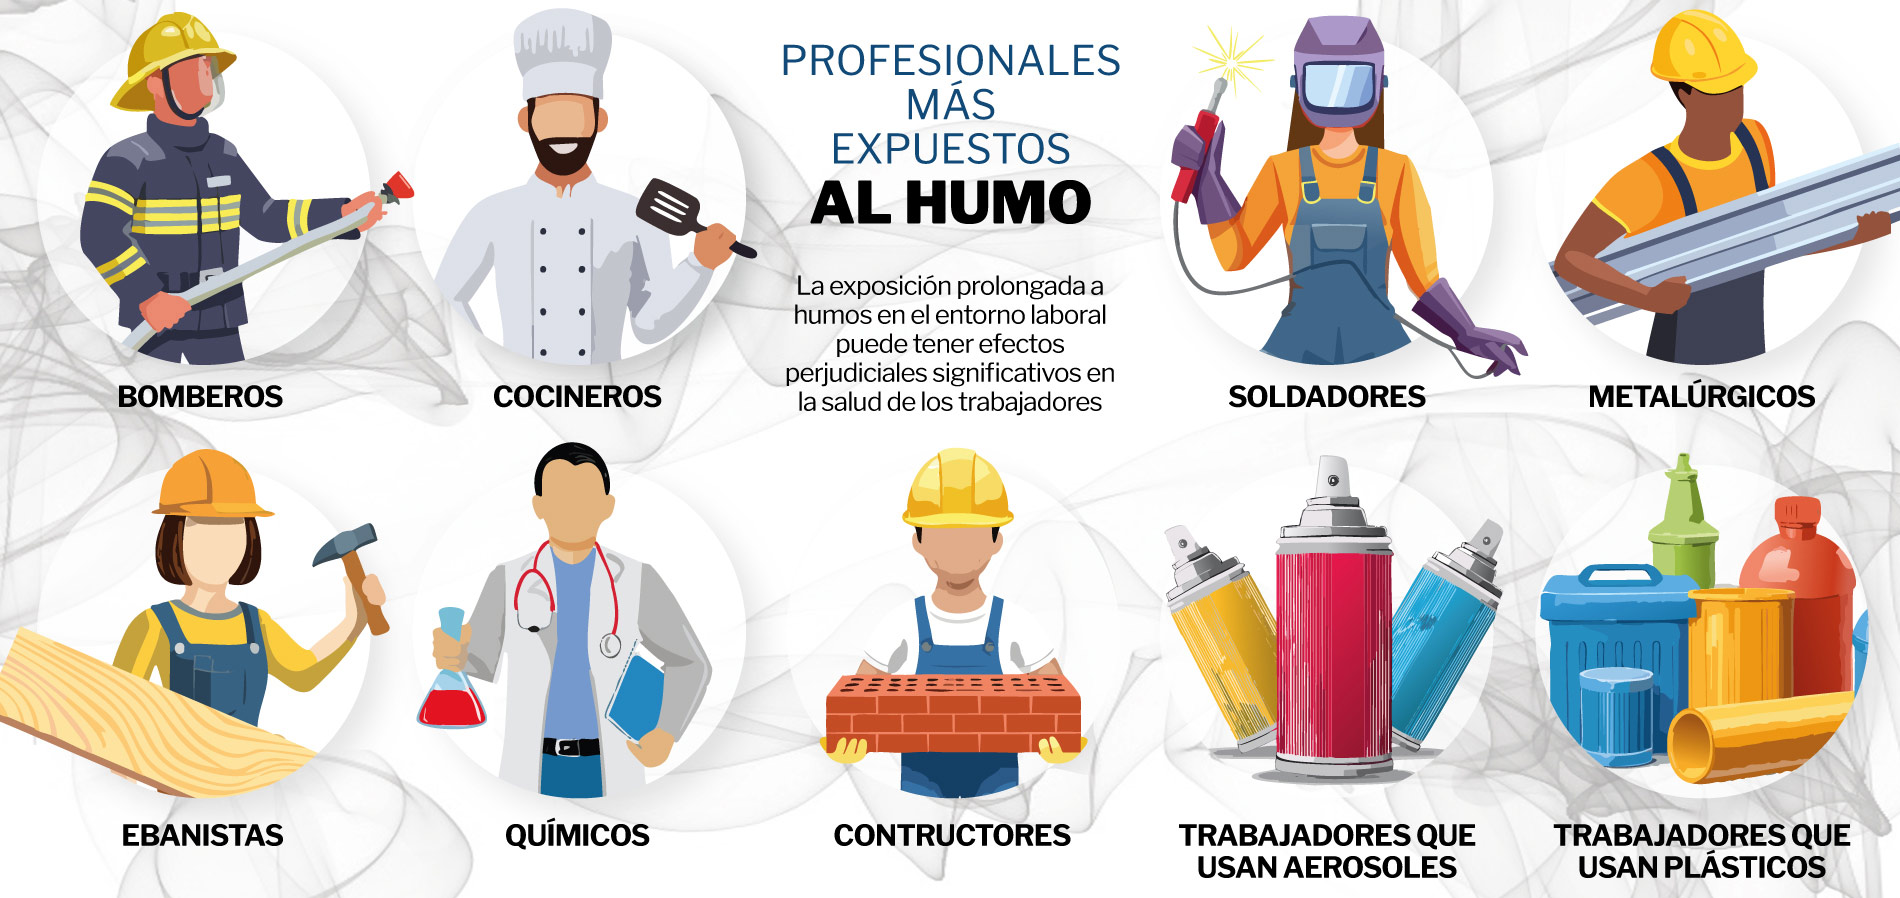 PROFESIONALES
MÁS
EXPUESTOS
AL HUMO
La exposición prolongada a
humos en el entorno laboral
puede tener efectos
perjudiciales significativos en
la salud de los trabajadores
BOMBEROS
COCINEROS
SOLDADORES
METALÚRGICOS
EBANISTAS
QUÍMICOS
CONTRUCTORES
TRABAJADORES QUE
USAN AEROSOLES
TRABAJADORES QUE
USAN PLÁSTICOS